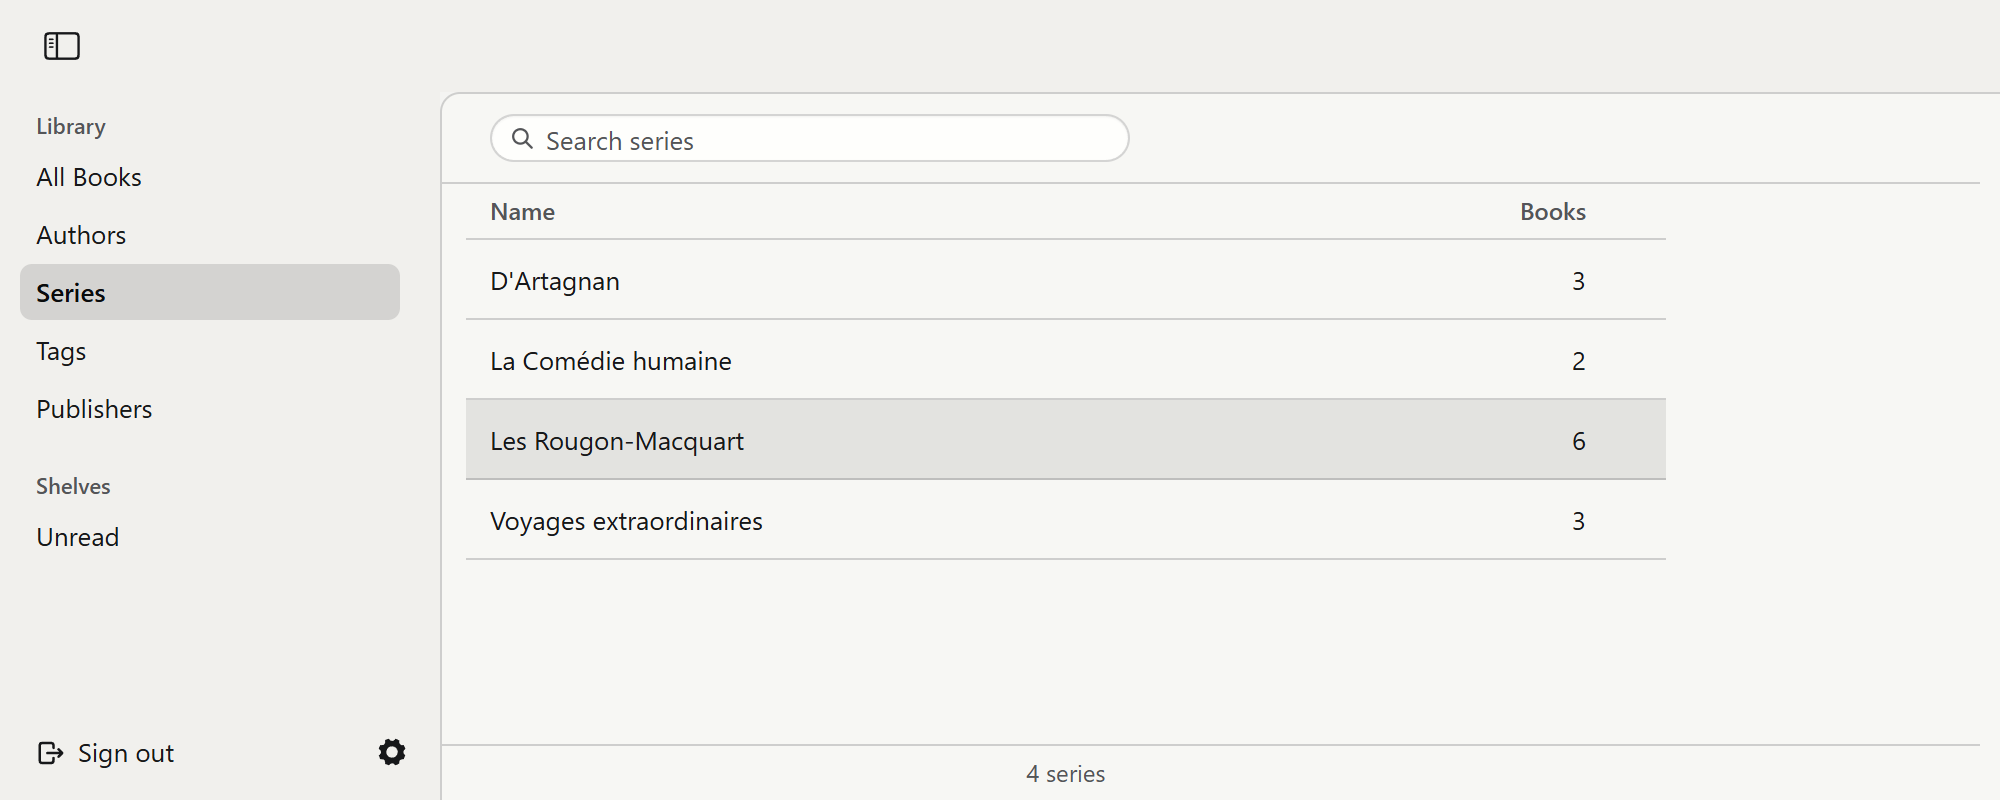 Library
All Books
Authors
Series
Tags
Publishers
Shelves
Unread
Sign out
Search series
Name Books
D'Artagnan 3
La Comédie humaine 2
Les Rougon-Macquart 6
Voyages extraordinaires 3
4 series